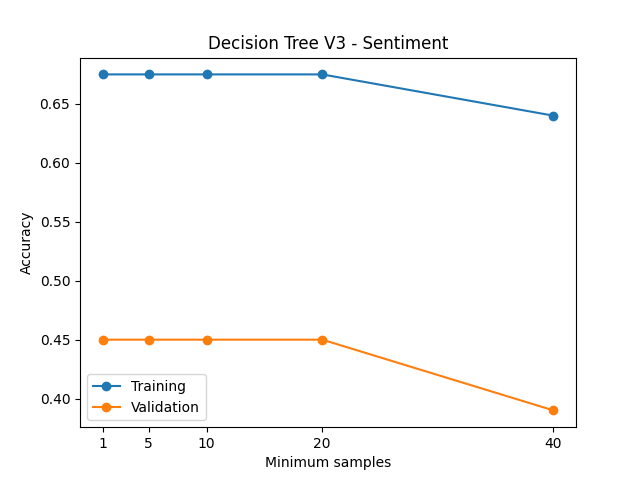 Decision Tree V3 - Sentiment
Accuracy
0.65
0.60
0.55
0.50
0.45
0.40
Training
Validation
1 5 10 20 40
Minimum samples